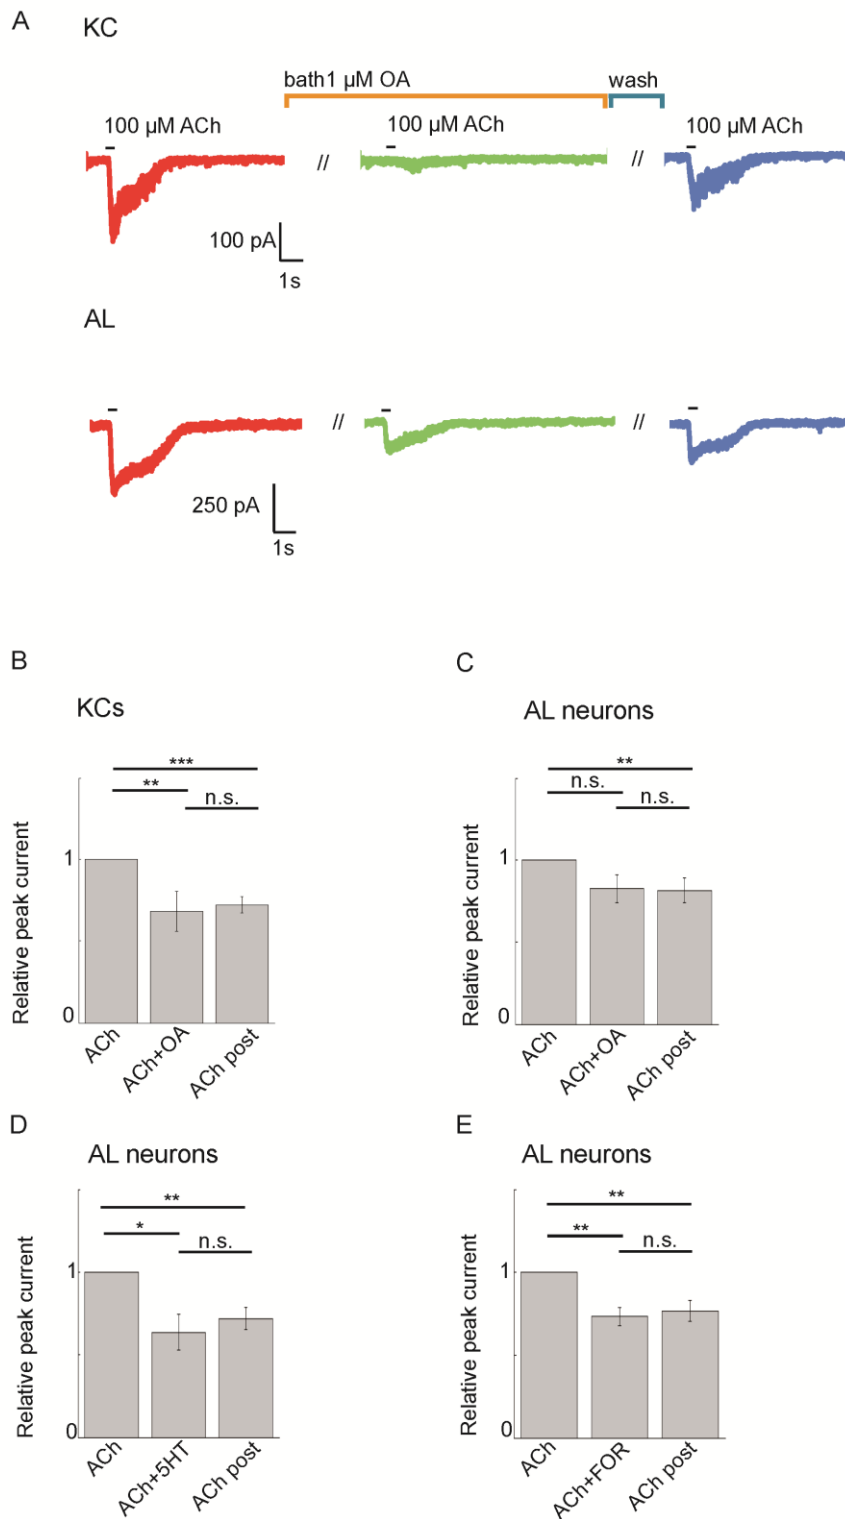 A
KC
bath1 µM OA
wash
100 µM ACh
100 µM ACh
100 µM ACh
//
//
100 pA
1s
AL
//
//
250 pA
1s
B
KCs
***
**
n.s.
Relative peak current
1
0
ACh
ACh+OA
ACh post
C
AL neurons
**
n.s.
n.s.
Relative peak current
1
0
ACh
ACh+OA
ACh post
D
AL neurons
**
*
n.s.
Relative peak current
1
0
ACh
ACh+5HT
ACh post
E
AL neurons
**
**
n.s.
Relative peak current
1
0
ACh
ACh+FOR
ACh post